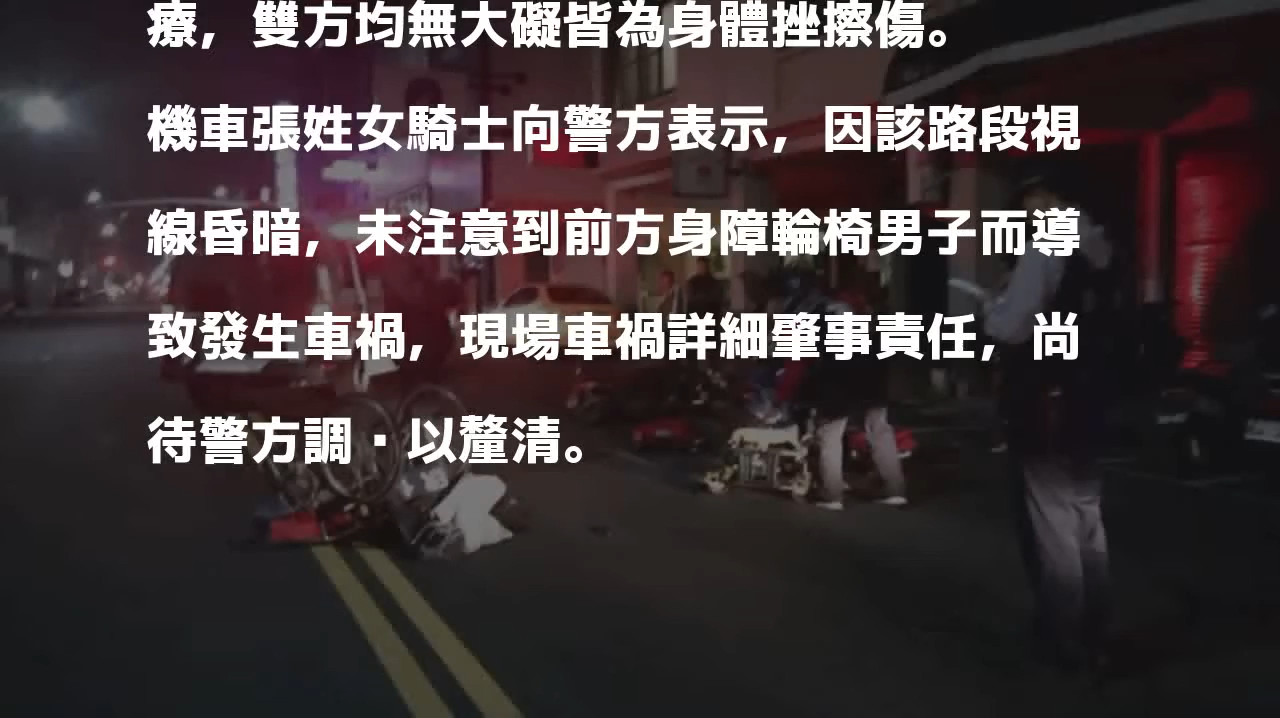 療，雙方均無大礙皆為身體挫擦傷。
機車張姓女騎士向警方表示，因該路段視
線昏暗，未注意到前方身障輪椅男子而導
致發生車禍，現場車禍詳細肇事責任，尚
待警方調·以釐清。